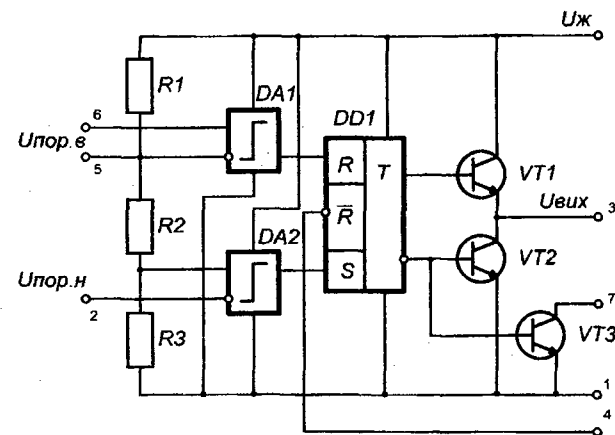 Uж
R1
DA1
6
DD1
Uпор.в
5
R
T
VT1
R̅
Uвих
3
R2
DA2
VT2
S
Uпор.н
2
7
R3
VT3
1
4